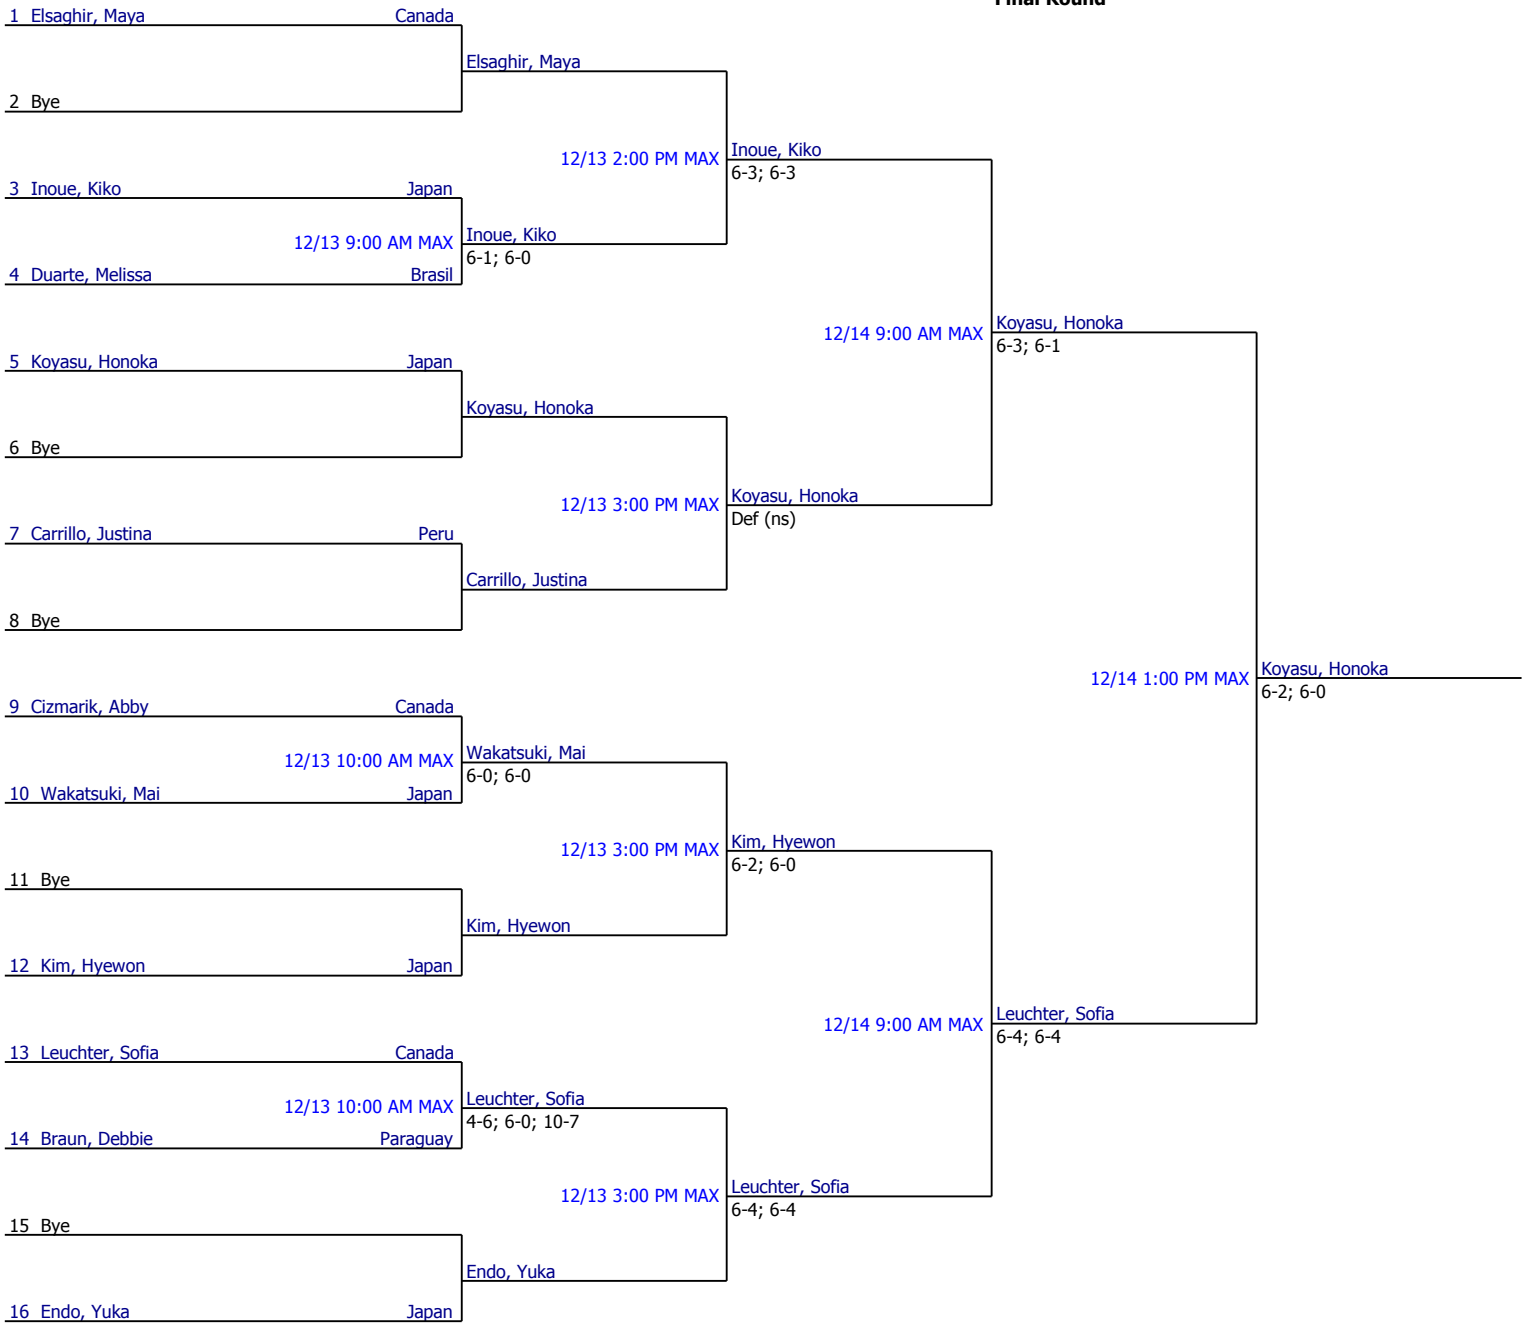 Final Round
1 Elsaghir, Maya Canada
Elsaghir, Maya
2 Bye
12/13 2:00 PM MAX Inoue, Kiko
6-3; 6-3
3 Inoue, Kiko Japan
12/13 9:00 AM MAX Inoue, Kiko
6-1; 6-0
4 Duarte, Melissa Brasil
12/14 9:00 AM MAX Koyasu, Honoka
6-3; 6-1
5 Koyasu, Honoka Japan
Koyasu, Honoka
6 Bye
12/13 3:00 PM MAX Koyasu, Honoka
Def (ns)
7 Carrillo, Justina Peru
Carrillo, Justina
8 Bye
12/14 1:00 PM MAX Koyasu, Honoka
6-2; 6-0
9 Cizmarik, Abby Canada
12/13 10:00 AM MAX Wakatsuki, Mai
6-0; 6-0
10 Wakatsuki, Mai Japan
12/13 3:00 PM MAX Kim, Hyewon
6-2; 6-0
11 Bye
Kim, Hyewon
12 Kim, Hyewon Japan
12/14 9:00 AM MAX Leuchter, Sofia
6-4; 6-4
13 Leuchter, Sofia Canada
12/13 10:00 AM MAX Leuchter, Sofia
4-6; 6-0; 10-7
14 Braun, Debbie Paraguay
12/13 3:00 PM MAX Leuchter, Sofia
6-4; 6-4
15 Bye
Endo, Yuka
16 Endo, Yuka Japan